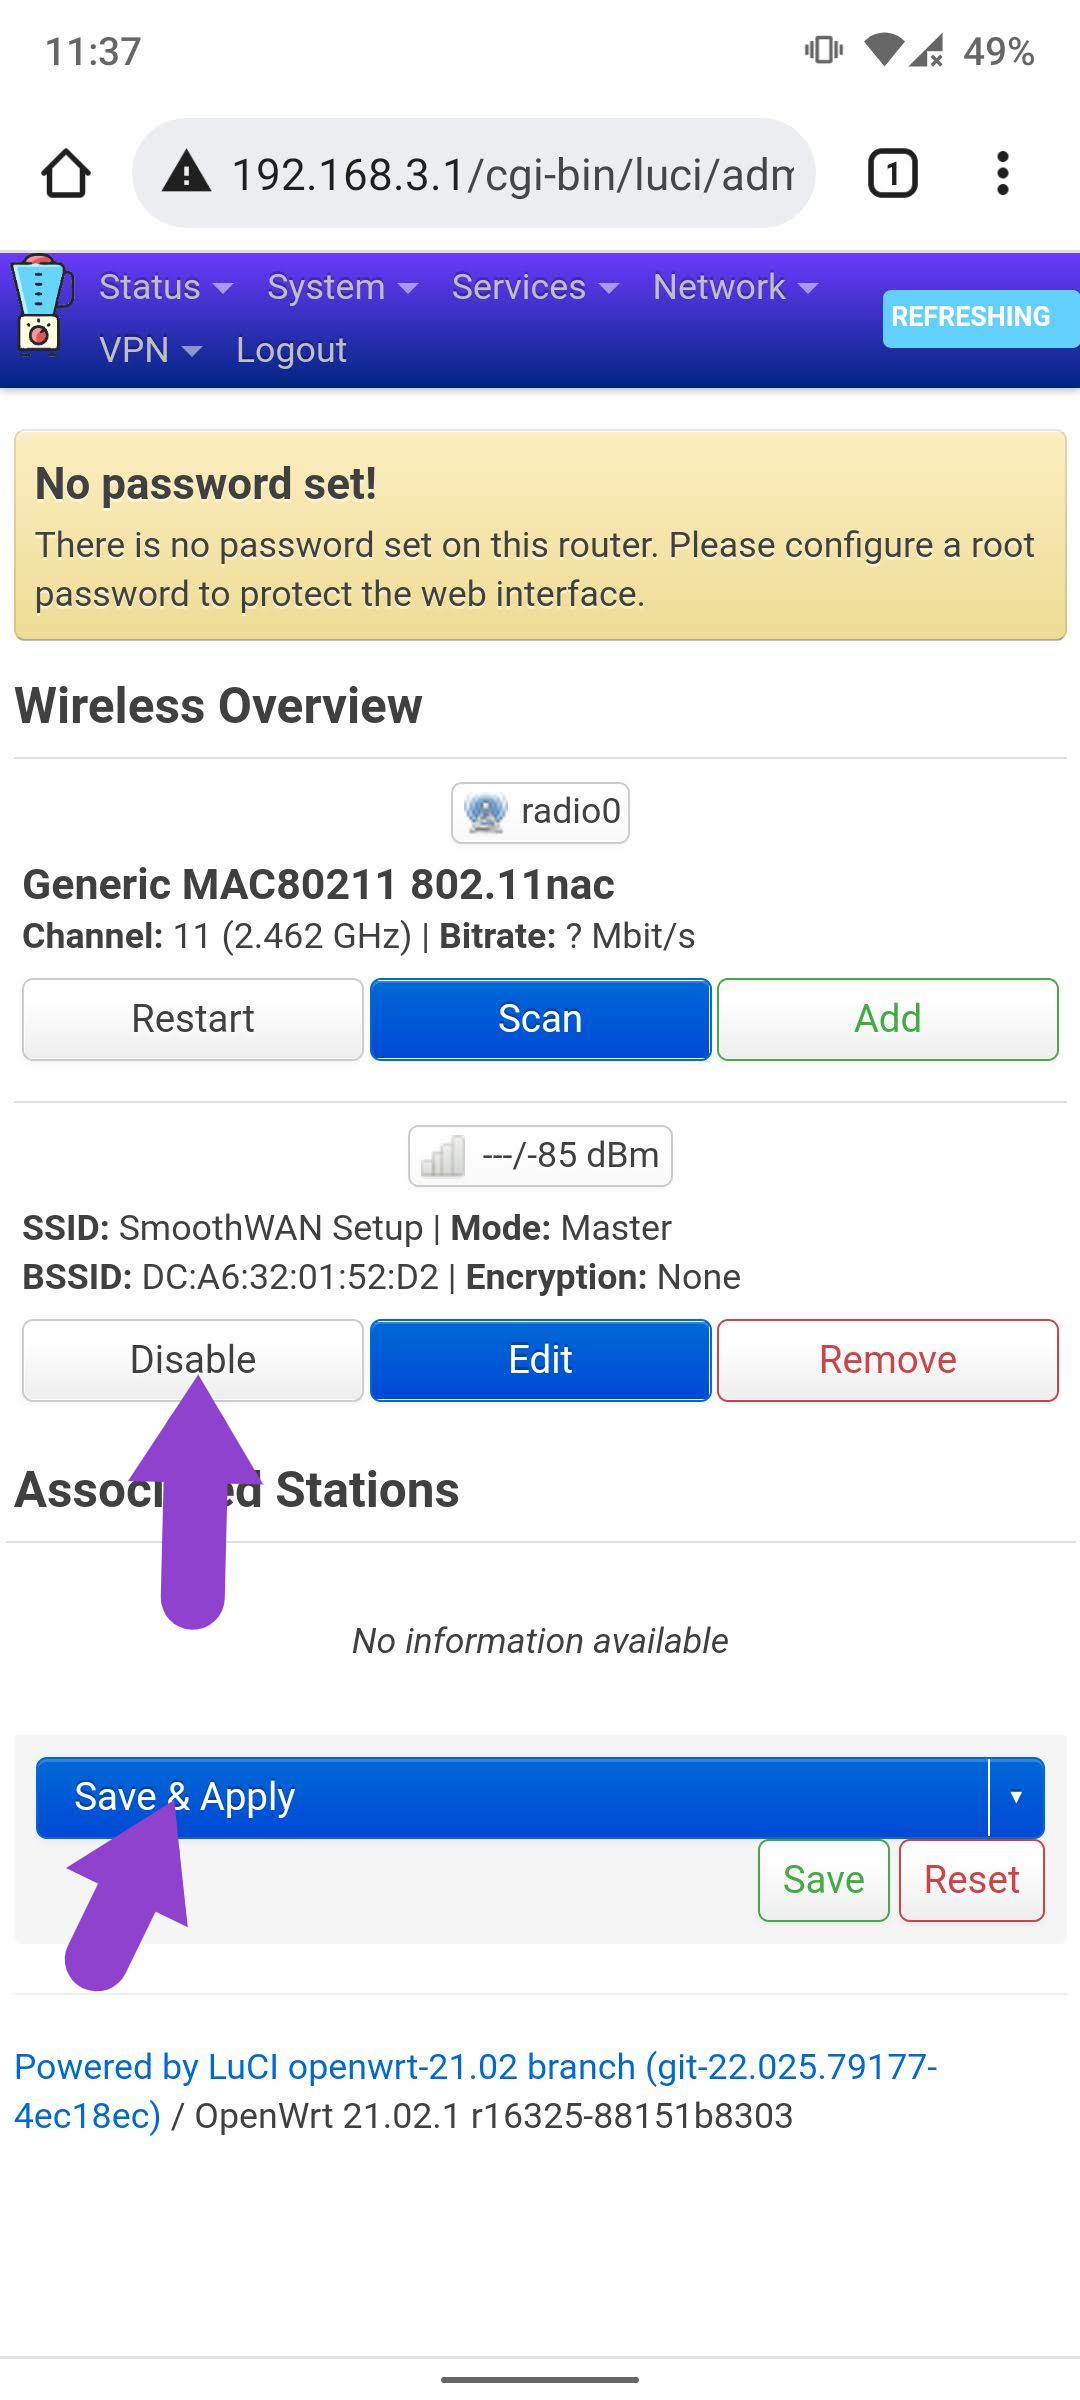 11:37
49%
192.168.3.1/cgi-bin/luci/adm
1
Status System Services Network
REFRESHING
VPN Logout
No password set!
There is no password set on this router. Please configure a root
password to protect the web interface.
Wireless Overview
radio0
Generic MAC80211 802.11nac
Channel: 11 (2.462 GHz) | Bitrate: ? Mbit/s
Restart Scan Add
---/-85 dBm
SSID: SmoothWAN Setup | Mode: Master
BSSID: DC:A6:32:01:52:D2 | Encryption: None
Disable Edit Remove
Stations
No information available
Save & Apply
Save Reset
Powered by LuCI openwrt-21.02 branch (git-22.025.79177-
4ec18ec) / OpenWrt 21.02.1 r16325-88151b8303